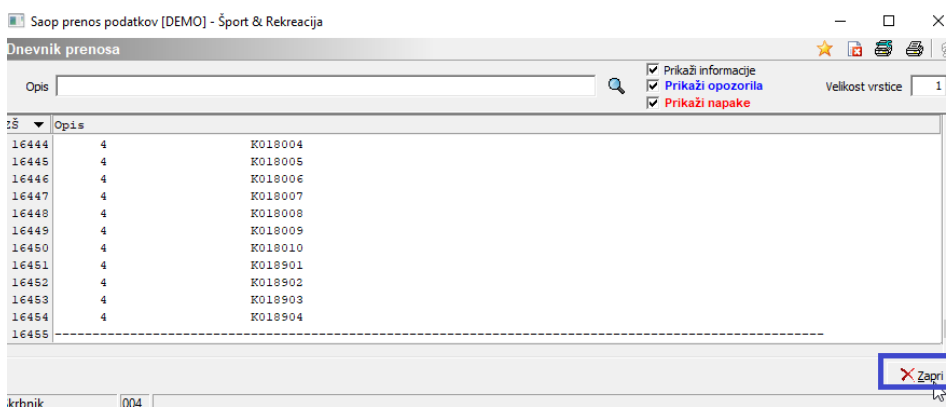 Saop prenos podatkov [DEMO] - Šport & Rekreacija
Dnevnik prenosa
Opis
Prikaži informacije
Prikaži opozorila
Prikaži napake
Velikost vrstice 1
ZŠ Opis
16444 4 K018004
16445 4 K018005
16446 4 K018006
16447 4 K018007
16448 4 K018008
16449 4 K018009
16450 4 K018010
16451 4 K018901
16452 4 K018902
16453 4 K018903
16454 4 K018904
16455 ----------------------------------------------------------------------------------------------------
Zapri
skrbnik 004